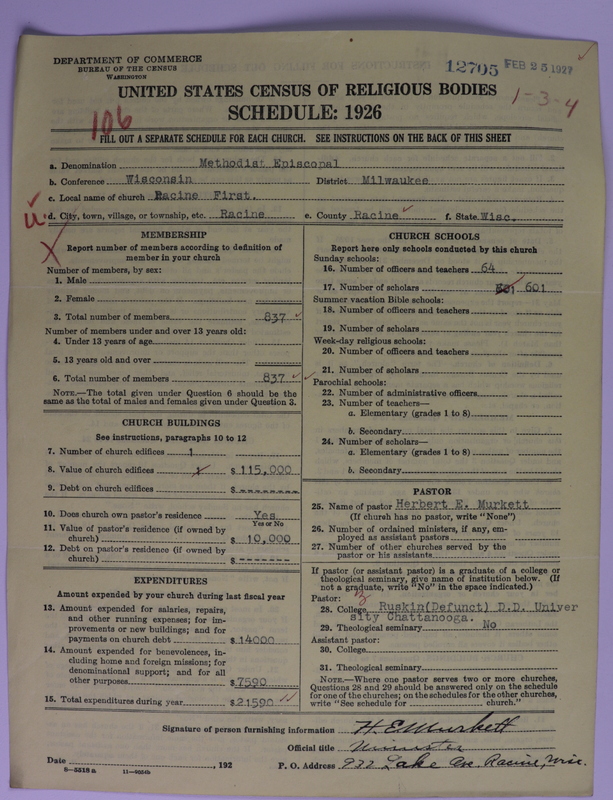 DEPARTMENT OF COMMERCE
BUREAU OF THE CENSUS
WASHINGTON
12705 FEB 25 1927
UNITED STATES CENSUS OF RELIGIOUS BODIES
SCHEDULE: 1926
1-3-4
106
FILL OUT A SEPARATE SCHEDULE FOR EACH CHURCH. SEE INSTRUCTIONS ON THE BACK OF THIS SHEET
a. Denomination Methodist Episcopal
b. Conference Wisconsin District Milwaukee
c. Local name of church Racine First.
d. City, town, village, or township, etc. Racine e. County Racine f. State Wisc.
MEMBERSHIP
Report number of members according to definition of
member in your church
Number of members, by sex:
1. Male
2. Female
3. Total number of members 837
Number of members under and over 13 years old:
4. Under 13 years of age
5. 13 years old and over
6. Total number of members 837
NOTE.—The total given under Question 6 should be the
same as the total of males and females given under Question 3.
CHURCH BUILDINGS
See instructions, paragraphs 10 to 12
7. Number of church edifices 1
8. Value of church edifices $ 115,000
9. Debt on church edifices $ --------
10. Does church own pastor's residence? Yes
Yes or No
11. Value of pastor's residence (if owned by
church) $ 10,000
12. Debt on pastor's residence (if owned by
church) $ -------
EXPENDITURES
Amount expended by your church during last fiscal year
13. Amount expended for salaries, repairs,
and other running expenses; for im-
provements or new buildings; and for
payments on church debt $ 14000
14. Amount expended for benevolences, in-
cluding home and foreign missions; for
denominational support; and for all
other purposes $ 7590
15. Total expenditures during year $ 21590
CHURCH SCHOOLS
Report here only schools conducted by this church
Sunday schools:
16. Number of officers and teachers 64
17. Number of scholars 601
Summer vacation Bible schools:
18. Number of officers and teachers
19. Number of scholars
Week-day religious schools:
20. Number of officers and teachers
21. Number of scholars
Parochial schools:
22. Number of administrative officers
23. Number of teachers—
a. Elementary (grades 1 to 8)
b. Secondary
24. Number of scholars—
a. Elementary (grades 1 to 8)
b. Secondary
PASTOR
25. Name of pastor Herbert E. Murkett
(If church has no pastor, write "None")
26. Number of ordained ministers, if any, em-
ployed as assistant pastors
27. Number of other churches served by the
pastor or his assistants
If pastor (or assistant pastor) is a graduate of a college or
theological seminary, give name of institution below. (If
not a graduate, write "No" in the space indicated.)
Pastor:
28. College Ruskin(Defunct) D.D. Univer
sity Chattanooga.
29. Theological seminary No
Assistant pastor:
30. College
31. Theological seminary
NOTE.—Where one pastor serves two or more churches,
Questions 28 and 29 should be answered only on the schedule
for one of the churches; on the schedules for the other churches,
write "See schedule for church."
Signature of person furnishing information H. E. Murkett
Official title Minister
Date , 192 P. O. Address 922 Lake Ave. Racine, Wisc.
8—5518 a 11—9054b